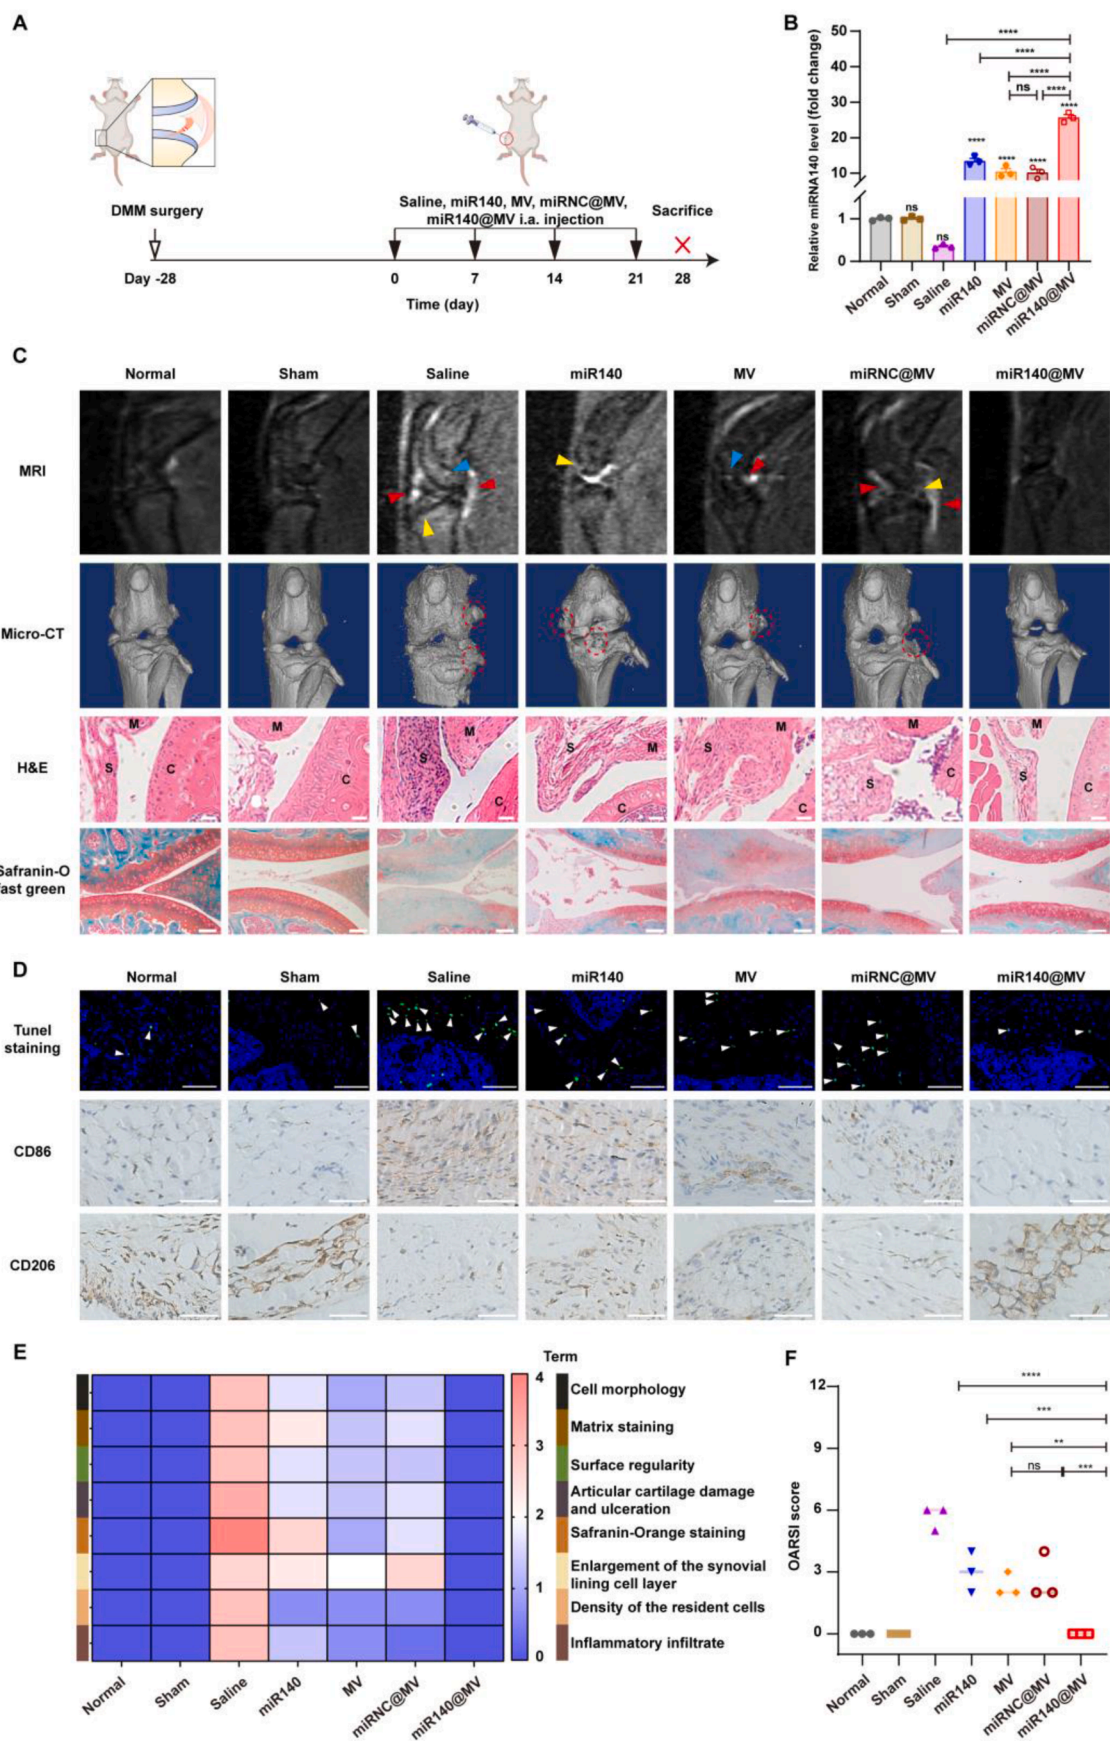 A
DMM surgery
Saline, miR140, MV, miRNC@MV,
miR140@MV i.a. injection
Sacrifice
Day -28
0
7
14
21
28
Time (day)
B
Relative miRNA140 level (fold change)
50
40
30
20
10
1
0
ns
ns
****
****
****
****
****
****
****
ns
****
Normal
Sham
Saline
miR140
MV
miRNC@MV
miR140@MV
C
Normal
Sham
Saline
miR140
MV
miRNC@MV
miR140@MV
MRI
Micro-CT
H&E
M
S
C
M
C
M
S
C
M
S
C
M
S
C
M
S
C
M
S
C
Safranin-O
fast green
D
Normal
Sham
Saline
miR140
MV
miRNC@MV
miR140@MV
Tunel
staining
CD86
CD206
E
Term
4
3
2
1
0
Cell morphology
Matrix staining
Surface regularity
Articular cartilage damage
and ulceration
Safranin-Orange staining
Enlargement of the synovial
lining cell layer
Density of the resident cells
Inflammatory infiltrate
Normal
Sham
Saline
miR140
MV
miRNC@MV
miR140@MV
F
OARSI score
12
9
6
3
0
****
***
**
ns
***
Normal
Sham
Saline
miR140
MV
miRNC@MV
miR140@MV